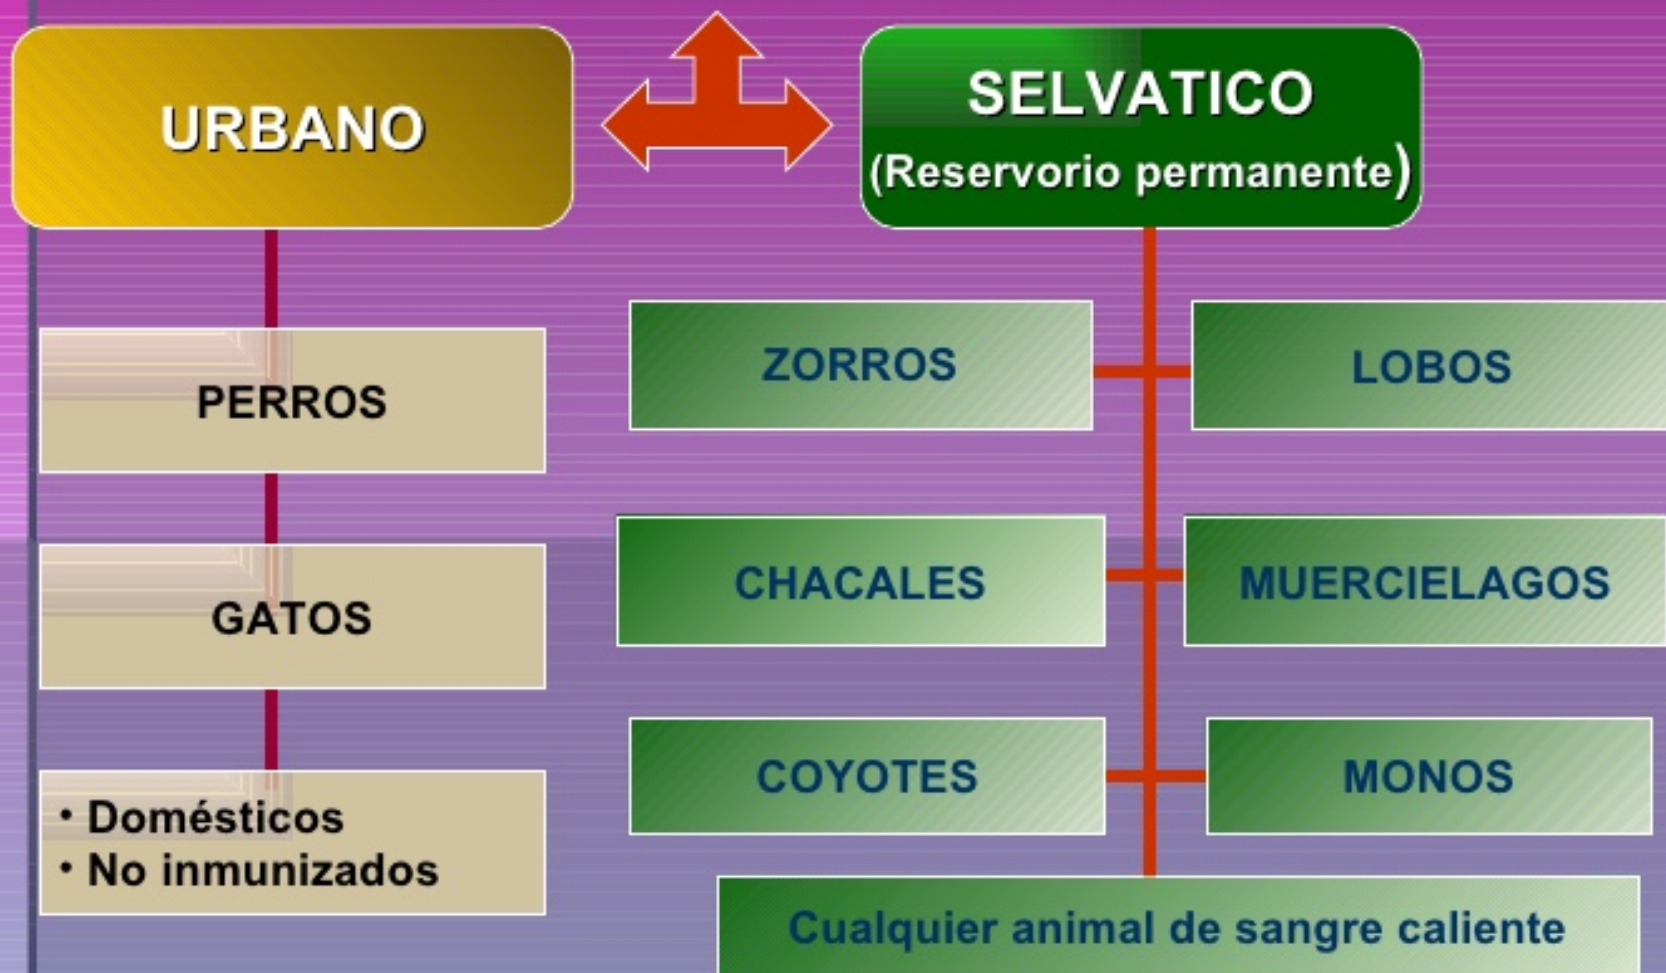 URBANO
SELVATICO
(Reservorio permanente)
PERROS
GATOS
• Domésticos
• No inmunizados
ZORROS
LOBOS
CHACALES
MUERCIELAGOS
COYOTES
MONOS
Cualquier animal de sangre caliente